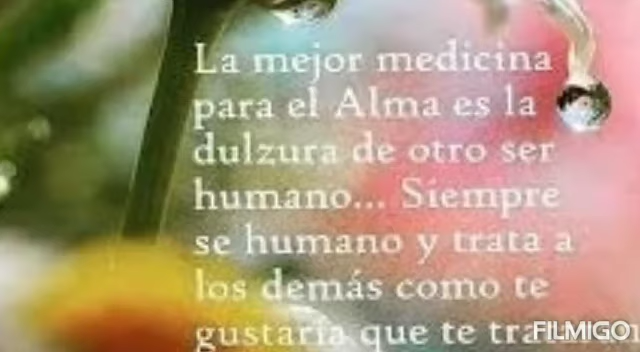 La mejor medicina
para el Alma es la
dulzura de otro ser
humano... Siempre
se humano y trata a
los demás como te
gustaría que te
FILMIGO